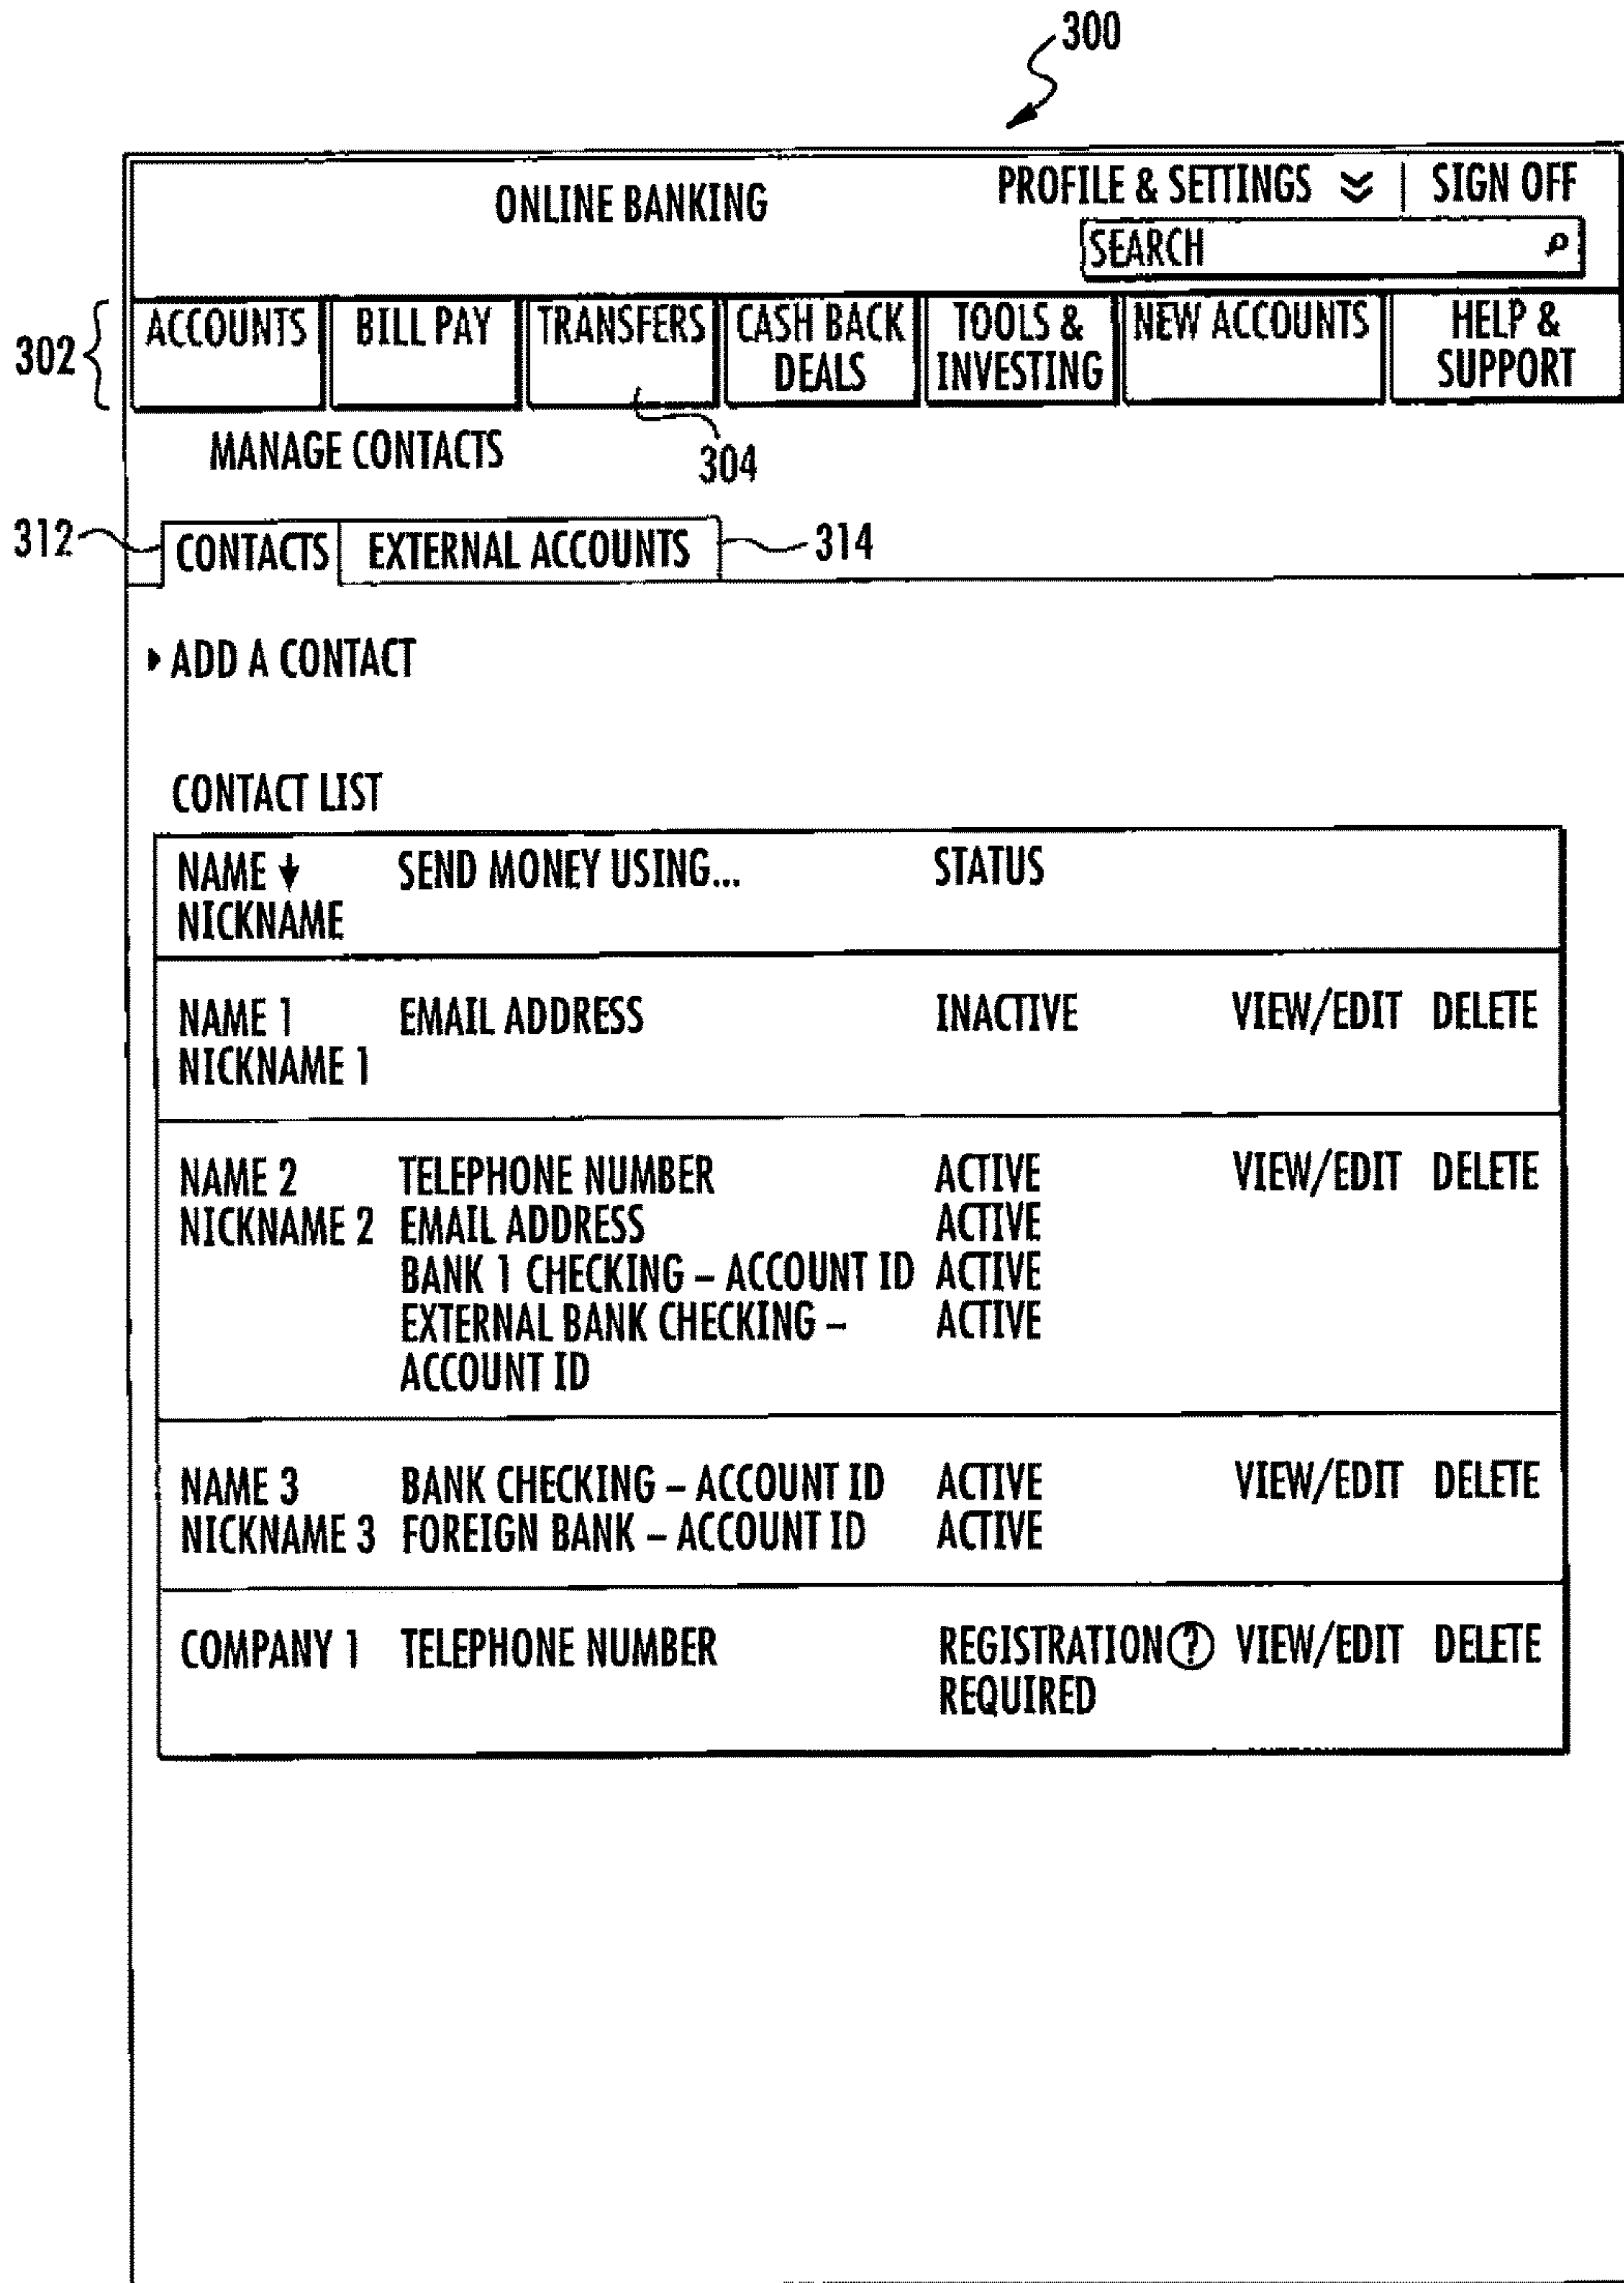 300
ONLINE BANKING PROFILE & SETTINGS | SIGN OFF
SEARCH
302 ACCOUNTS BILL PAY TRANSFERS CASH BACK TOOLS & NEW ACCOUNTS HELP &
DEALS INVESTING SUPPORT
MANAGE CONTACTS 304
312 CONTACTS EXTERNAL ACCOUNTS 314
ADD A CONTACT
CONTACT LIST
NAME SEND MONEY USING... STATUS
NICKNAME
NAME 1 EMAIL ADDRESS INACTIVE VIEW/EDIT DELETE
NICKNAME 1
NAME 2 TELEPHONE NUMBER ACTIVE VIEW/EDIT DELETE
NICKNAME 2 EMAIL ADDRESS ACTIVE
BANK 1 CHECKING – ACCOUNT ID ACTIVE
EXTERNAL BANK CHECKING – ACTIVE
ACCOUNT ID
NAME 3 BANK CHECKING – ACCOUNT ID ACTIVE VIEW/EDIT DELETE
NICKNAME 3 FOREIGN BANK – ACCOUNT ID ACTIVE
COMPANY 1 TELEPHONE NUMBER REGISTRATION ? VIEW/EDIT DELETE
REQUIRED